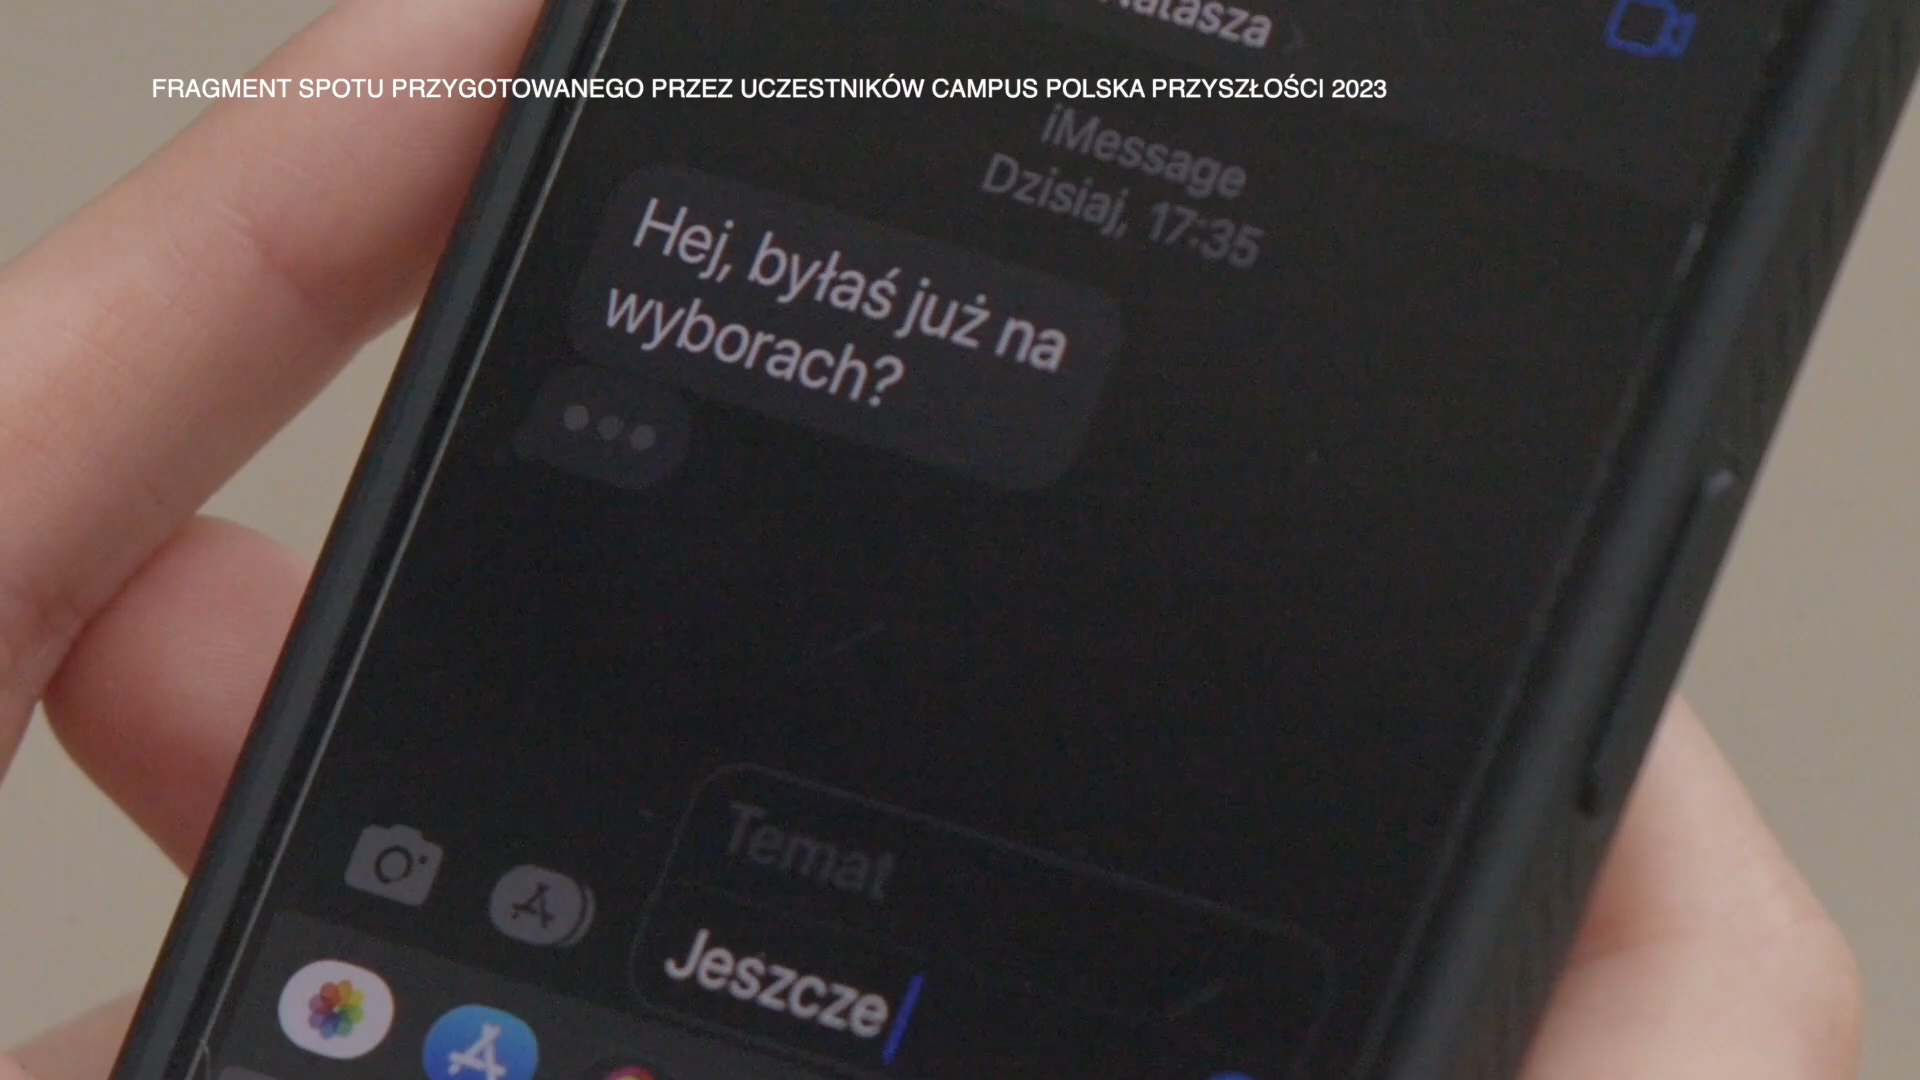 Natasza
FRAGMENT SPOTU PRZYGOTOWANEGO PRZEZ UCZESTNIKÓW CAMPUS POLSKA PRZYSZŁOŚCI 2023
iMessage
Dzisiaj, 17:35
Hej, byłaś już na
wyborach?
Temat
Jeszcze